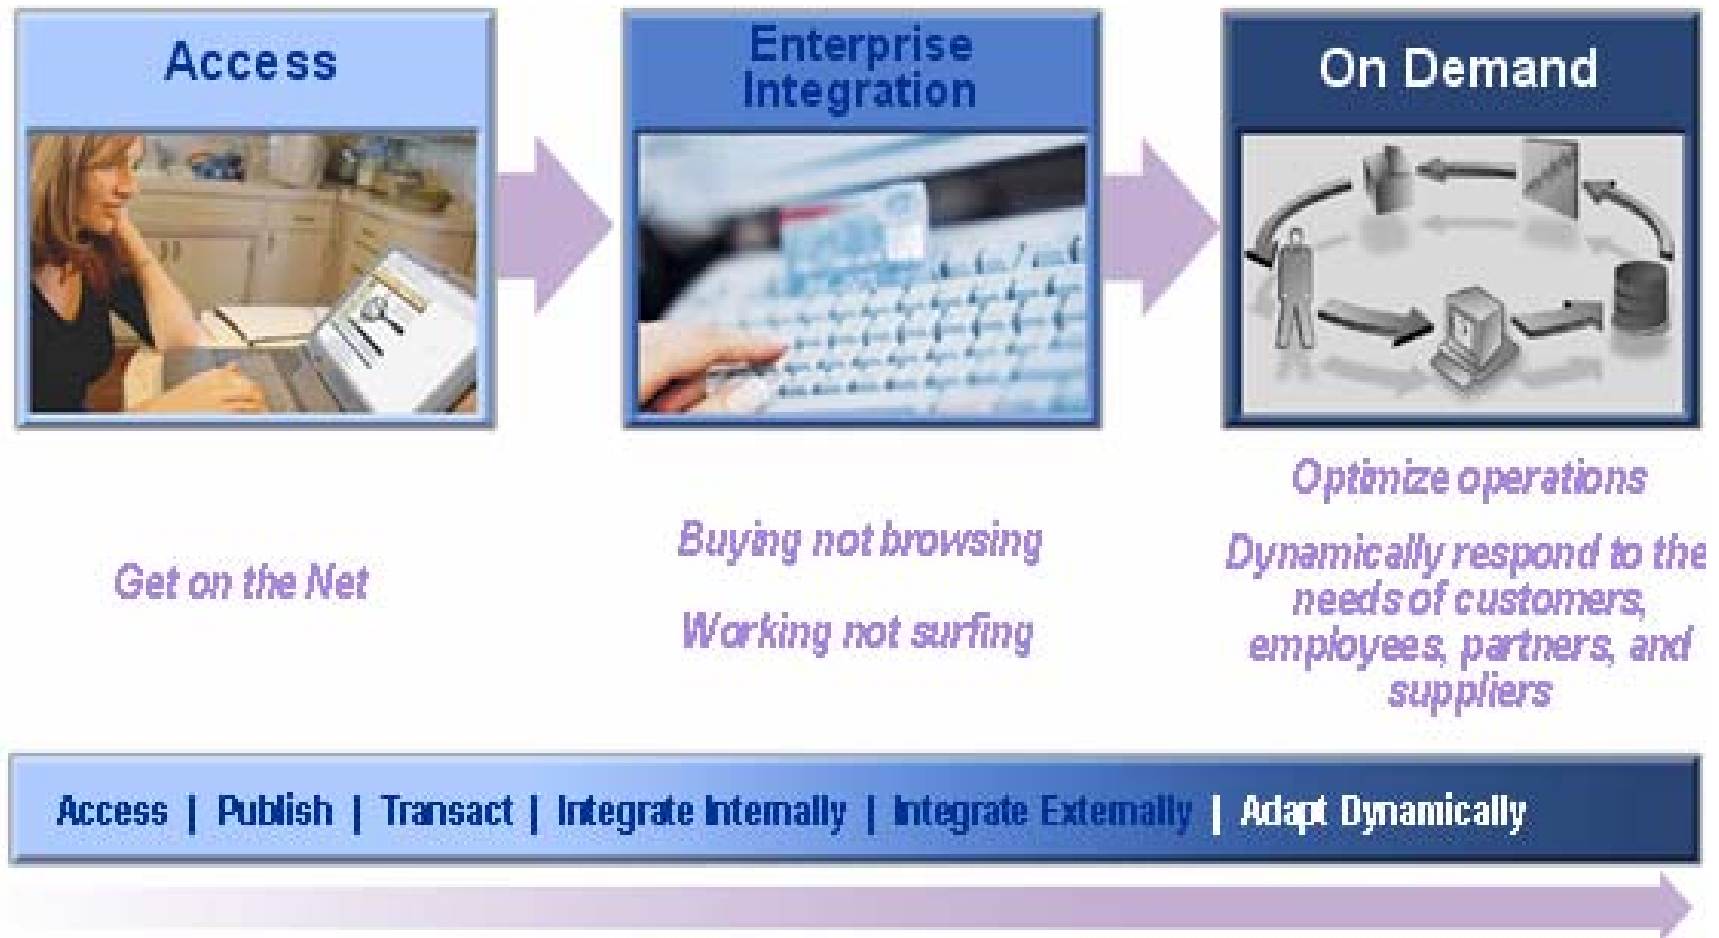 Access
Enterprise
Integration
On Demand
Get on the Net
Buying not browsing
Working not surfing
Optimize operations
Dynamically respond to the
needs of customers,
employees, partners, and
suppliers
Access | Publish | Transact | Integrate Internally | Integrate Externally | Adapt Dynamically